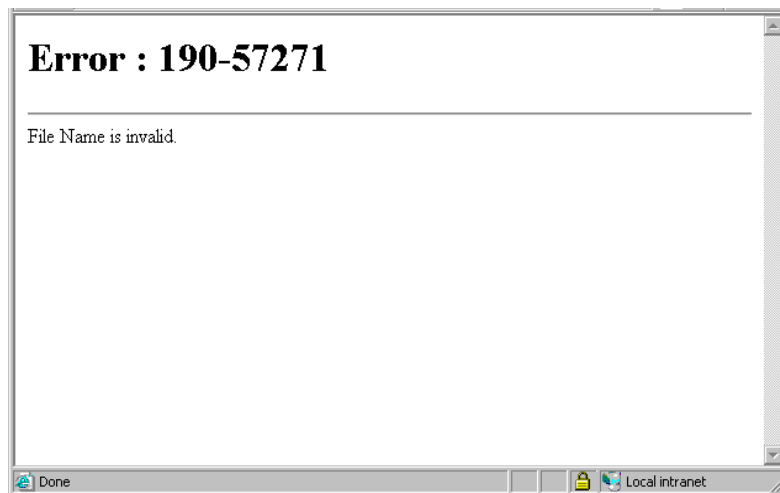 Error : 190-57271
File Name is invalid.
Done
Local intranet